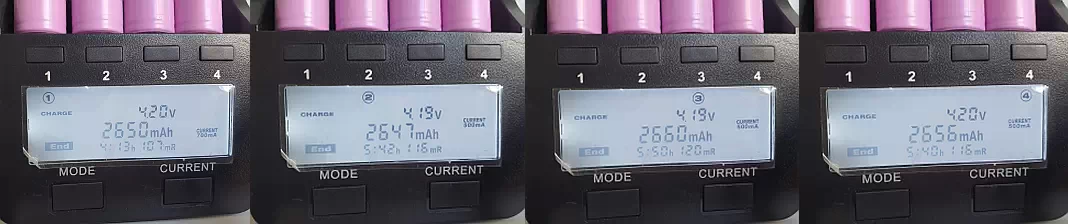 1 2 3 4
①
CHARGE 4.20v
2650mAh CURRENT 700mA
End 4:13h 107mR
MODE CURRENT
1 2 3 4
②
CHARGE 4.19v
2647mAh CURRENT 500mA
End 5:42h 116mR
MODE CURRENT
1 2 3 4
③
CHARGE 4.19v
2660mAh CURRENT 500mA
End 5:50h 120mR
MODE CURRENT
1 2 3 4
④
CHARGE 4.20v
2656mAh CURRENT 500mA
End 5:40h 116mR
MODE CURRENT